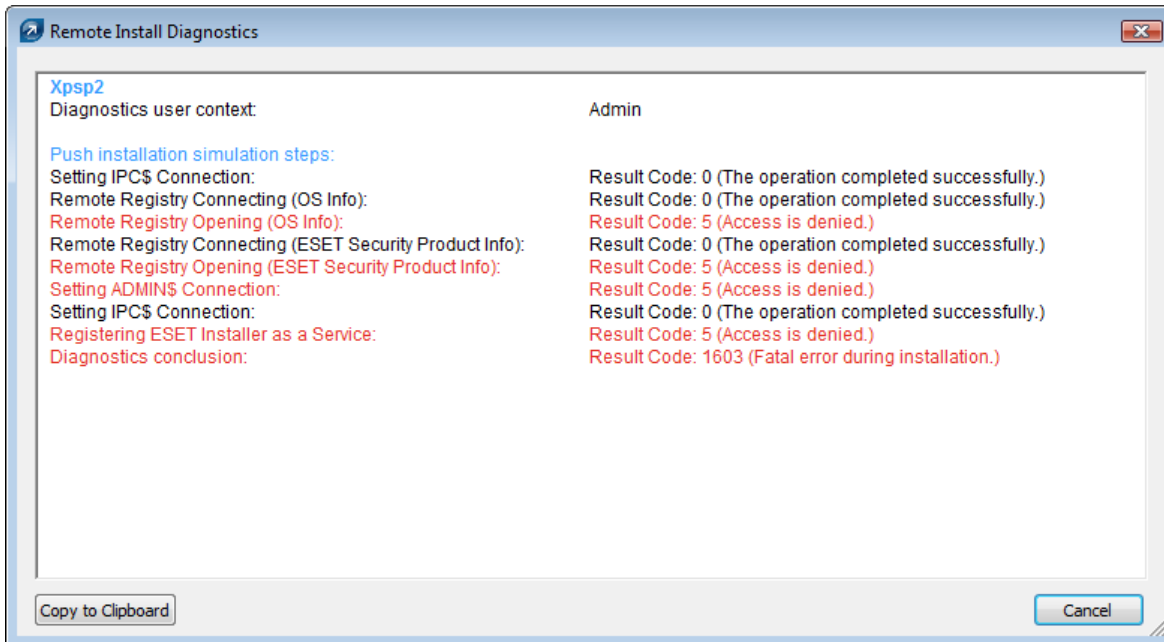 Remote Install Diagnostics
Xpsp2
Diagnostics user context: Admin
Push installation simulation steps:
Setting IPC$ Connection: Result Code: 0 (The operation completed successfully.)
Remote Registry Connecting (OS Info): Result Code: 0 (The operation completed successfully.)
Remote Registry Opening (OS Info): Result Code: 5 (Access is denied.)
Remote Registry Connecting (ESET Security Product Info): Result Code: 0 (The operation completed successfully.)
Remote Registry Opening (ESET Security Product Info): Result Code: 5 (Access is denied.)
Setting ADMIN$ Connection: Result Code: 5 (Access is denied.)
Setting IPC$ Connection: Result Code: 0 (The operation completed successfully.)
Registering ESET Installer as a Service: Result Code: 5 (Access is denied.)
Diagnostics conclusion: Result Code: 1603 (Fatal error during installation.)
Copy to Clipboard Cancel